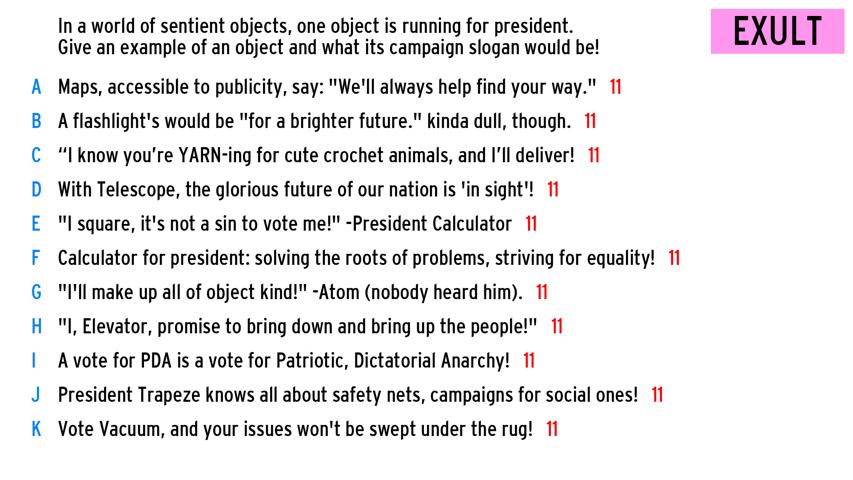 In a world of sentient objects, one object is running for president.
Give an example of an object and what its campaign slogan would be!
EXULT
A Maps, accessible to publicity, say: "We'll always help find your way." 11
B A flashlight's would be "for a brighter future." kinda dull, though. 11
C “I know you’re YARN-ing for cute crochet animals, and I’ll deliver! 11
D With Telescope, the glorious future of our nation is 'in sight'! 11
E "I square, it's not a sin to vote me!" -President Calculator 11
F Calculator for president: solving the roots of problems, striving for equality! 11
G "I'll make up all of object kind!" -Atom (nobody heard him). 11
H "I, Elevator, promise to bring down and bring up the people!" 11
I A vote for PDA is a vote for Patriotic, Dictatorial Anarchy! 11
J President Trapeze knows all about safety nets, campaigns for social ones! 11
K Vote Vacuum, and your issues won't be swept under the rug! 11